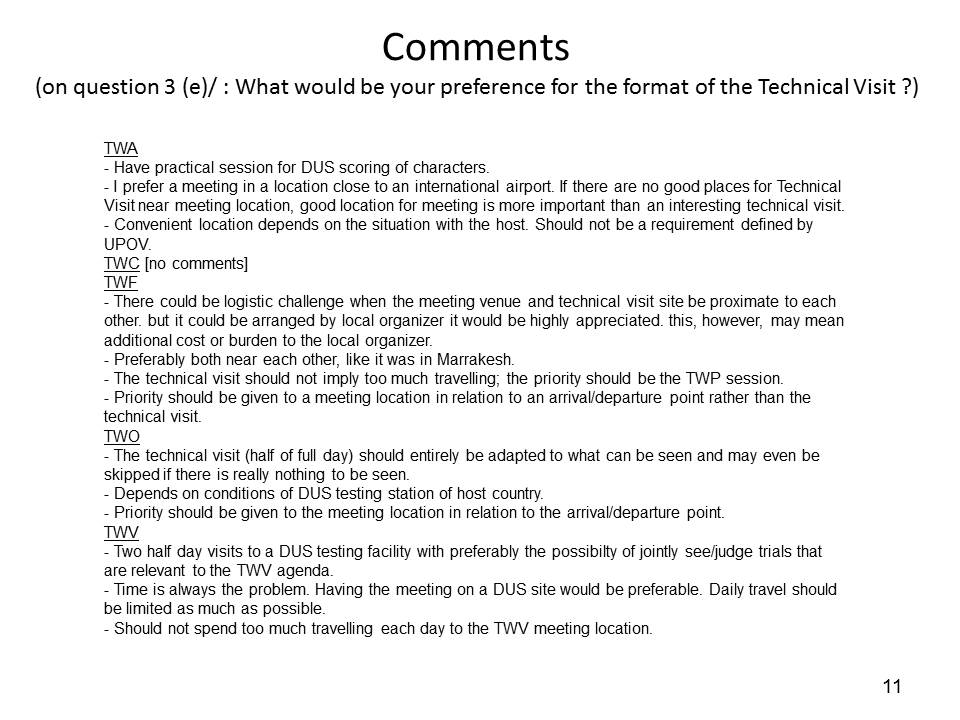 Comments
(on question 3 (e)/ : What would be your preference for the format of the Technical Visit ?)
TWA
- Have practical session for DUS scoring of characters.
- I prefer a meeting in a location close to an international airport. If there are no good places for Technical
Visit near meeting location, good location for meeting is more important than an interesting technical visit.
- Convenient location depends on the situation with the host. Should not be a requirement defined by
UPOV.
TWC [no comments]
TWF
- There could be logistic challenge when the meeting venue and technical visit site be proximate to each
other. but it could be arranged by local organizer it would be highly appreciated. this, however, may mean
additional cost or burden to the local organizer.
- Preferably both near each other, like it was in Marrakesh.
- The technical visit should not imply too much travelling; the priority should be the TWP session.
- Priority should be given to a meeting location in relation to an arrival/departure point rather than the
technical visit.
TWO
- The technical visit (half of full day) should entirely be adapted to what can be seen and may even be
skipped if there is really nothing to be seen.
- Depends on conditions of DUS testing station of host country.
- Priority should be given to the meeting location in relation to the arrival/departure point.
TWV
- Two half day visits to a DUS testing facility with preferably the possibilty of jointly see/judge trials that
are relevant to the TWV agenda.
- Time is always the problem. Having the meeting on a DUS site would be preferable. Daily travel should
be limited as much as possible.
- Should not spend too much travelling each day to the TWV meeting location.
11